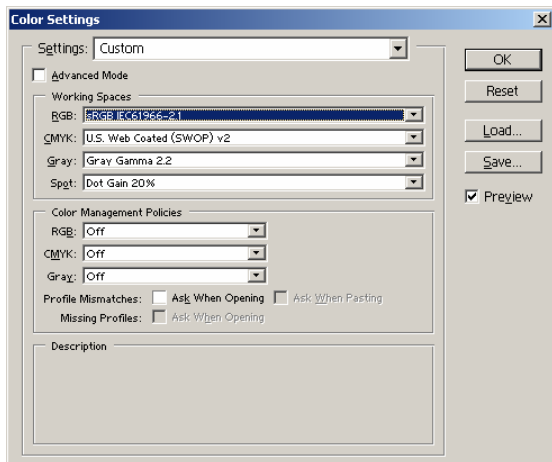 Color Settings
Settings: Custom
OK
Advanced Mode
Reset
Working Spaces
RGB: sRGB IEC61966-2.1
CMYK: U.S. Web Coated (SWOP) v2
Load...
Gray: Gray Gamma 2.2
Save...
Spot: Dot Gain 20%
Preview
Color Management Policies
RGB: Off
CMYK: Off
Gray: Off
Profile Mismatches: Ask When Opening Ask When Pasting
Missing Profiles: Ask When Opening
Description